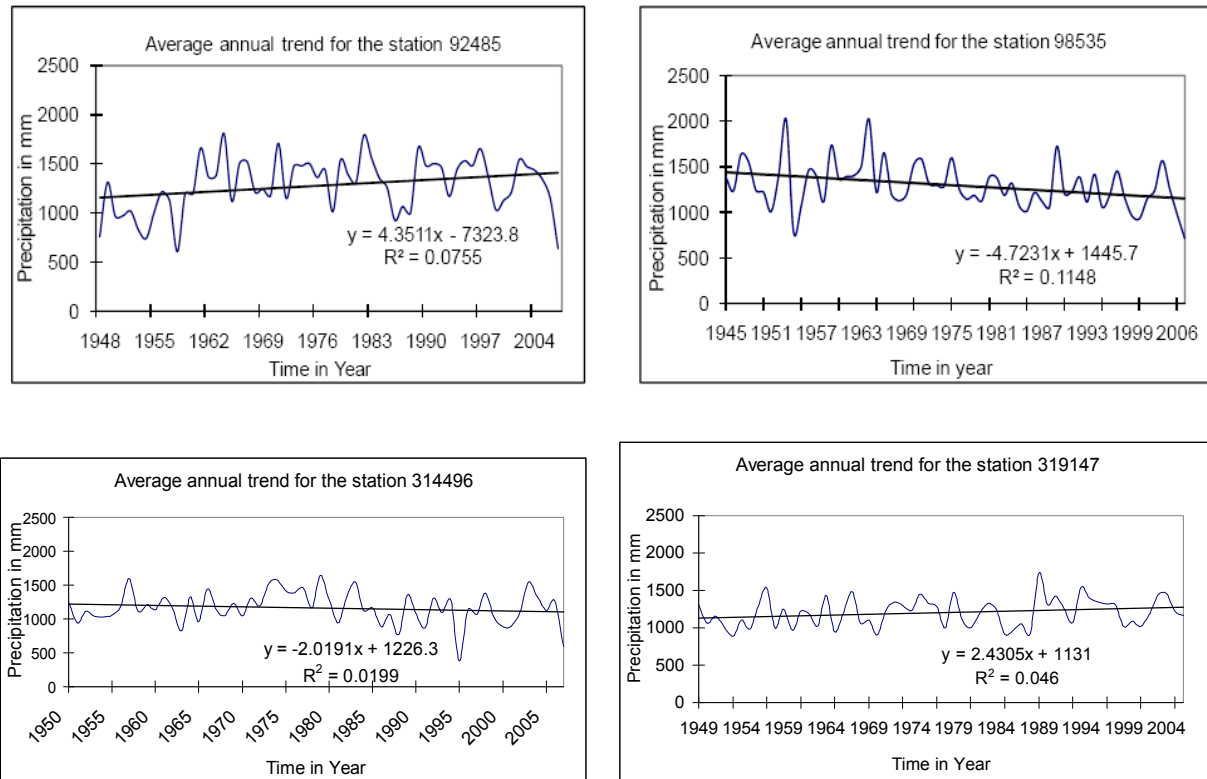 Average annual trend for the station 92485
Precipitation in mm
2500
2000
1500
1000
500
0
y = 4.3511x - 7323.8
R² = 0.0755
1948 1955 1962 1969 1976 1983 1990 1997 2004
Time in Year
Average annual trend for the station 98535
Precipitation in mm
2500
2000
1500
1000
500
0
y = -4.7231x + 1445.7
R² = 0.1148
1945 1951 1957 1963 1969 1975 1981 1987 1993 1999 2006
Time in year
Average annual trend for the station 314496
Precipitation in mm
2500
2000
1500
1000
500
0
y = -2.0191x + 1226.3
R² = 0.0199
1950 1955 1960 1965 1970 1975 1980 1985 1990 1995 2000 2005
Time in Year
Average annual trend for the station 319147
Precipitation in mm
2500
2000
1500
1000
500
0
y = 2.4305x + 1131
R² = 0.046
1949 1954 1959 1964 1969 1974 1979 1984 1989 1994 1999 2004
Time in Year